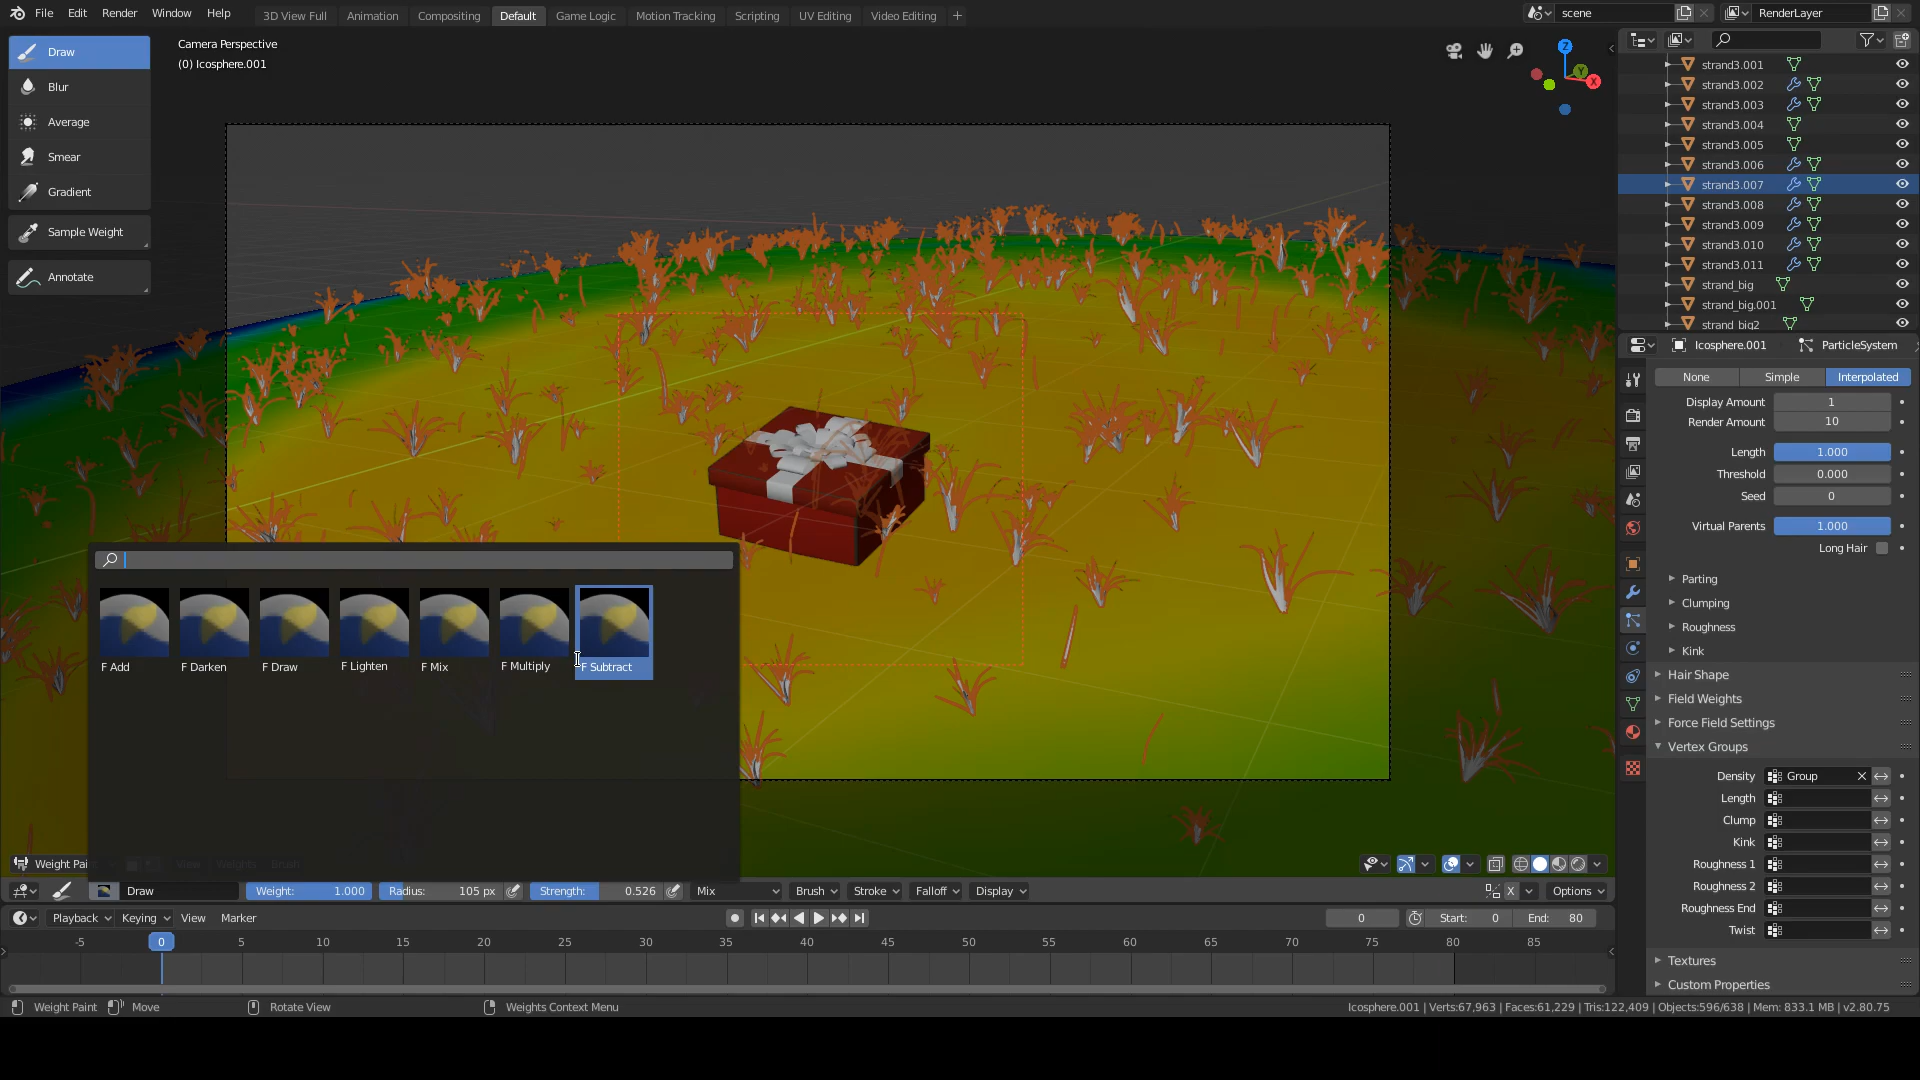 File Edit Render Window Help
3D View Full Animation Compositing Default Game Logic Motion Tracking Scripting UV Editing Video Editing +
scene RenderLayer
Draw
Blur
Average
Smear
Gradient
Sample Weight
Annotate
Camera Perspective
(0) Icosphere.001
Z
Y
X
strand3.001
strand3.002
strand3.003
strand3.004
strand3.005
strand3.006
strand3.007
strand3.008
strand3.009
strand3.010
strand3.011
strand_big
strand_big.001
strand big2
Icosphere.001 ParticleSystem
None Simple Interpolated
Display Amount 1
Render Amount 10
Length 1.000
Threshold 0.000
Seed 0
Virtual Parents 1.000
Long Hair
Parting
Clumping
Roughness
Kink
Hair Shape
Field Weights
Force Field Settings
Vertex Groups
Density Group
Length
Clump
Kink
Roughness 1
Roughness 2
Roughness End
Twist
Textures
Custom Properties
F Add F Darken F Draw F Lighten F Mix F Multiply F Subtract
Weight Pai View Weights Brush
Draw Weight: 1.000 Radius: 105 px Strength: 0.526 Mix Brush Stroke Falloff Display X Options
Playback Keying View Marker 0 Start: 0 End: 80
-5 0 5 10 15 20 25 30 35 40 45 50 55 60 65 70 75 80 85
Weight Paint Move Rotate View Weights Context Menu Icosphere.001 | Verts:67,963 | Faces:61,229 | Tris:122,409 | Objects:596/638 | Mem: 833.1 MB | v2.80.75